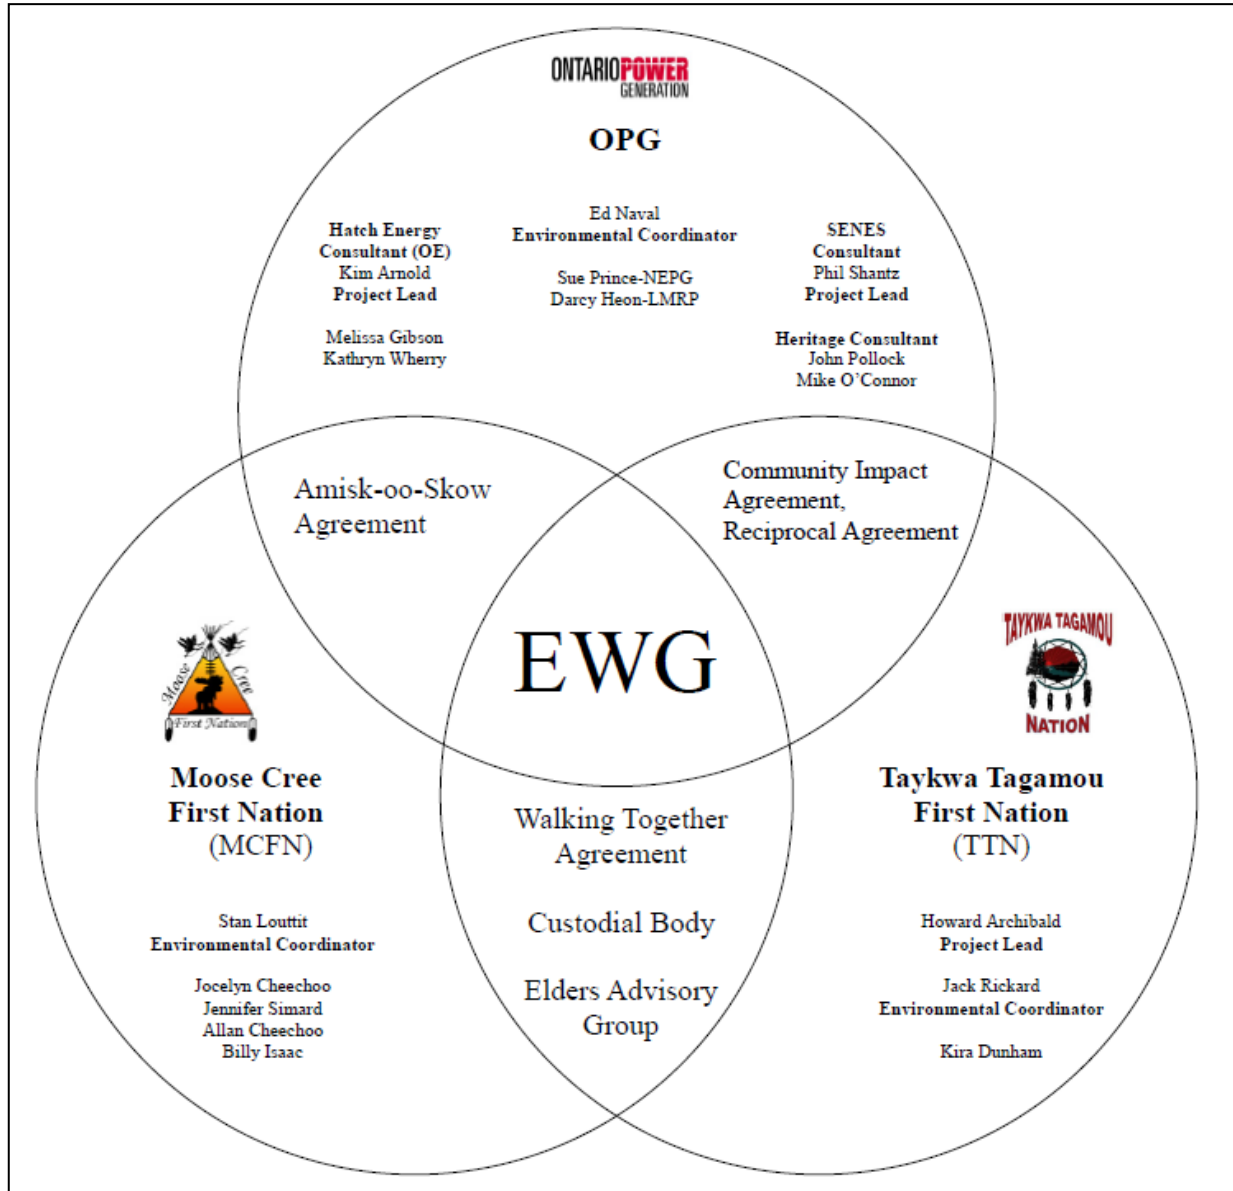 ONTARIOPOWER
GENERATION
OPG
Ed Naval
Environmental Coordinator
Sue Prince-NEPG
Darcy Heon-LMRP
Hatch Energy
Consultant (OE)
Kim Arnold
Project Lead
Melissa Gibson
Kathryn Wherry
SENES
Consultant
Phil Shantz
Project Lead
Heritage Consultant
John Pollock
Mike O’Connor
Amisk-oo-Skow
Agreement
Community Impact
Agreement,
Reciprocal Agreement
EWG
Moose Cree
First Nation
Moose Cree
First Nation
(MCFN)
Stan Louttit
Environmental Coordinator
Jocelyn Cheechoo
Jennifer Simard
Allan Cheechoo
Billy Isaac
Walking Together
Agreement
Custodial Body
Elders Advisory
Group
TAYKWA TAGAMOU
NATION
Taykwa Tagamou
First Nation
(TTN)
Howard Archibald
Project Lead
Jack Rickard
Environmental Coordinator
Kira Dunham